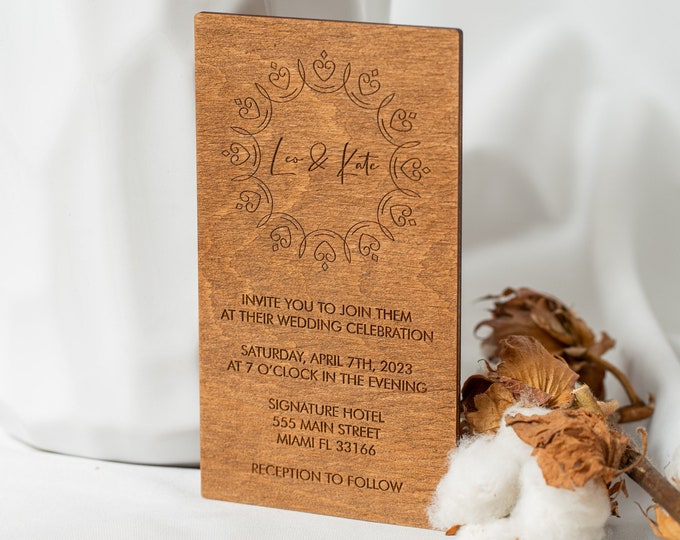 Leo & Kate
INVITE YOU TO JOIN THEM
AT THEIR WEDDING CELEBRATION
SATURDAY, APRIL 7TH, 2023
AT 7 O'CLOCK IN THE EVENING
SIGNATURE HOTEL
555 MAIN STREET
MIAMI FL 33166
RECEPTION TO FOLLOW